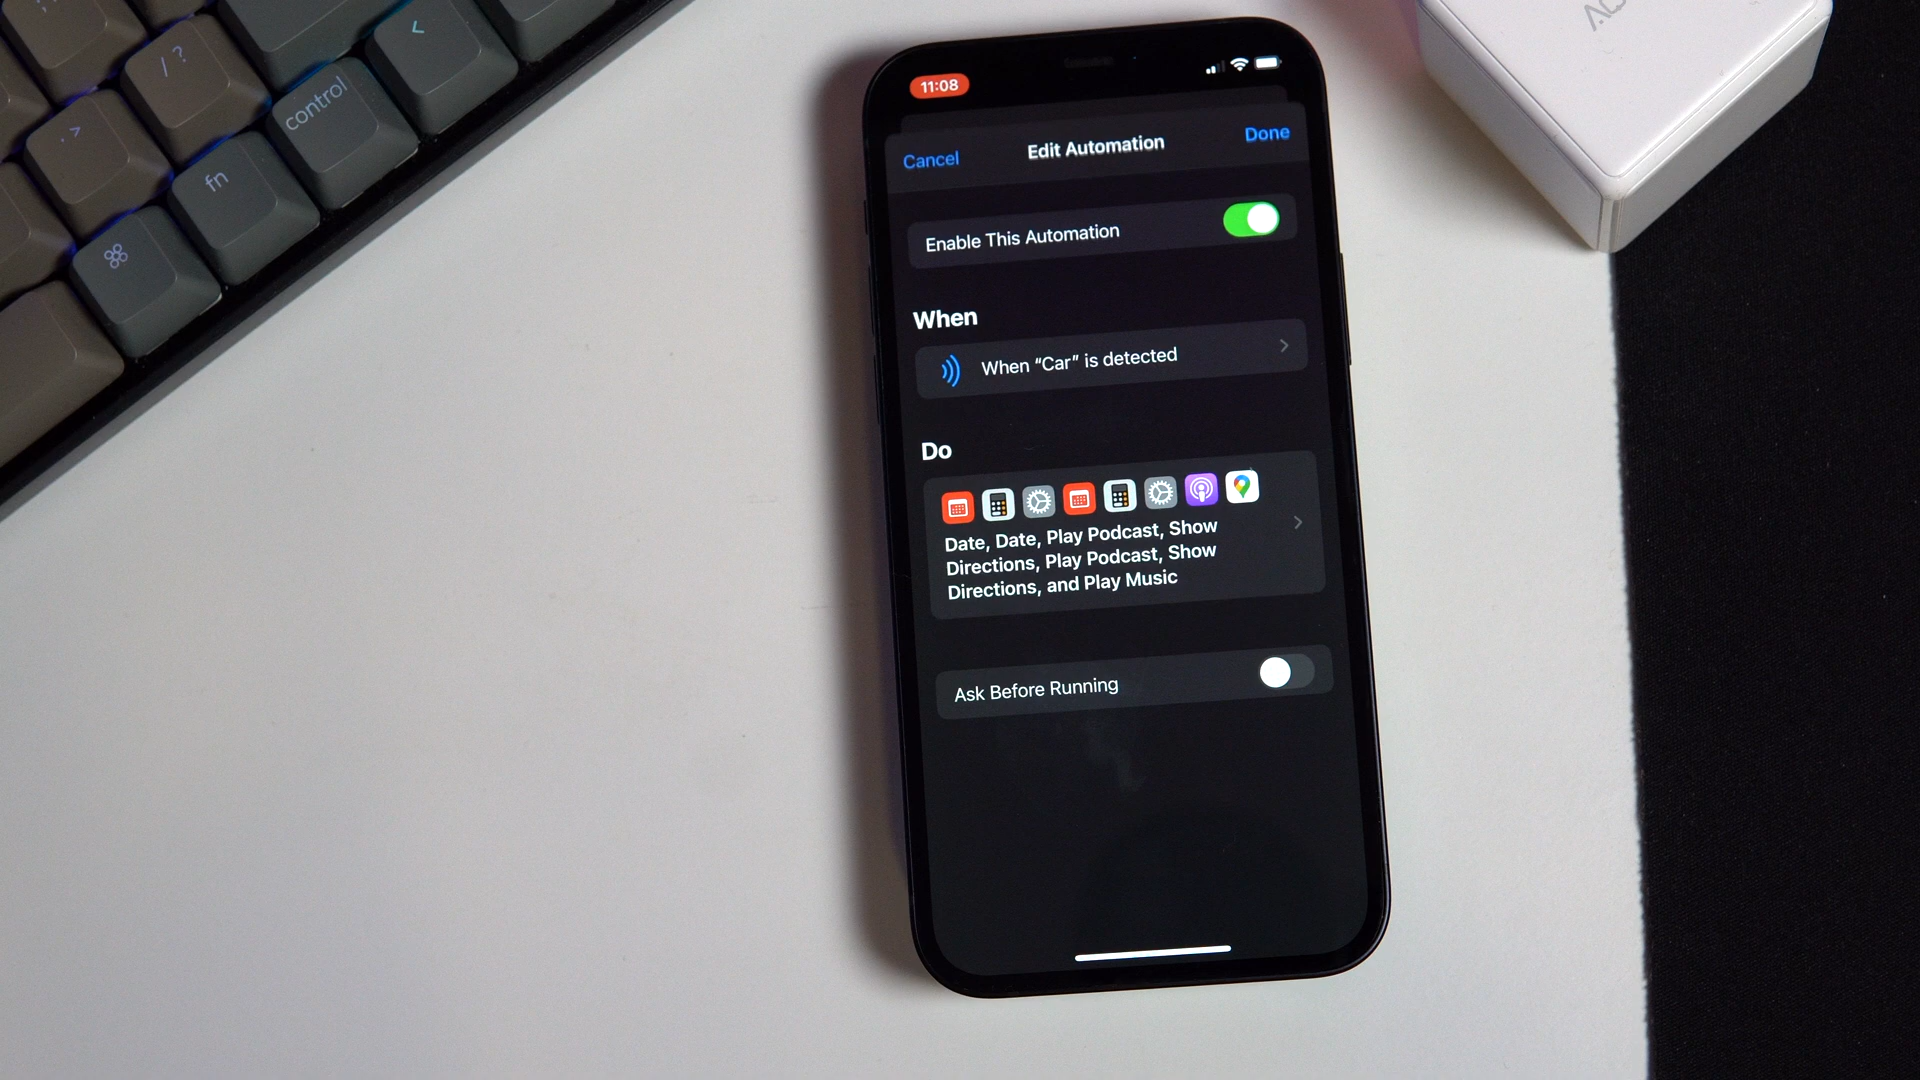 / ?
<
. >
control
fn
⌘
11:08
Cancel
Edit Automation
Done
Enable This Automation
When
When “Car” is detected
Do
Date, Date, Play Podcast, Show
Directions, Play Podcast, Show
Directions, and Play Music
Ask Before Running